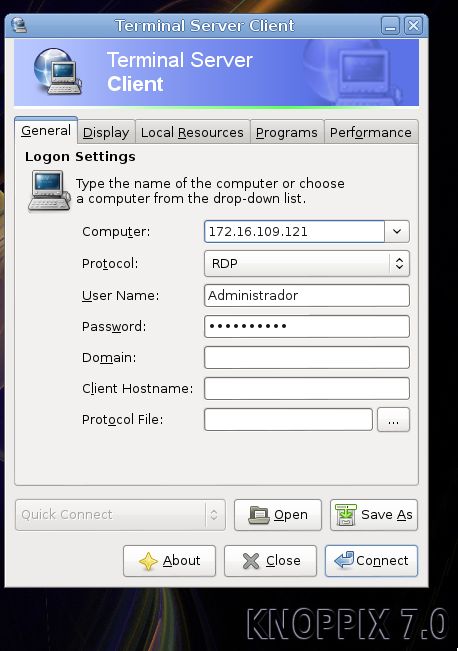 Terminal Server Client
Terminal Server
Client
General Display Local Resources Programs Performance
Logon Settings
Type the name of the computer or choose
a computer from the drop-down list.
Computer: 172.16.109.121
Protocol: RDP
User Name: Administrador
Password: ••••••••••
Domain:
Client Hostname:
Protocol File: ...
Quick Connect Open Save As
About Close Connect
KNOPPIX 7.0